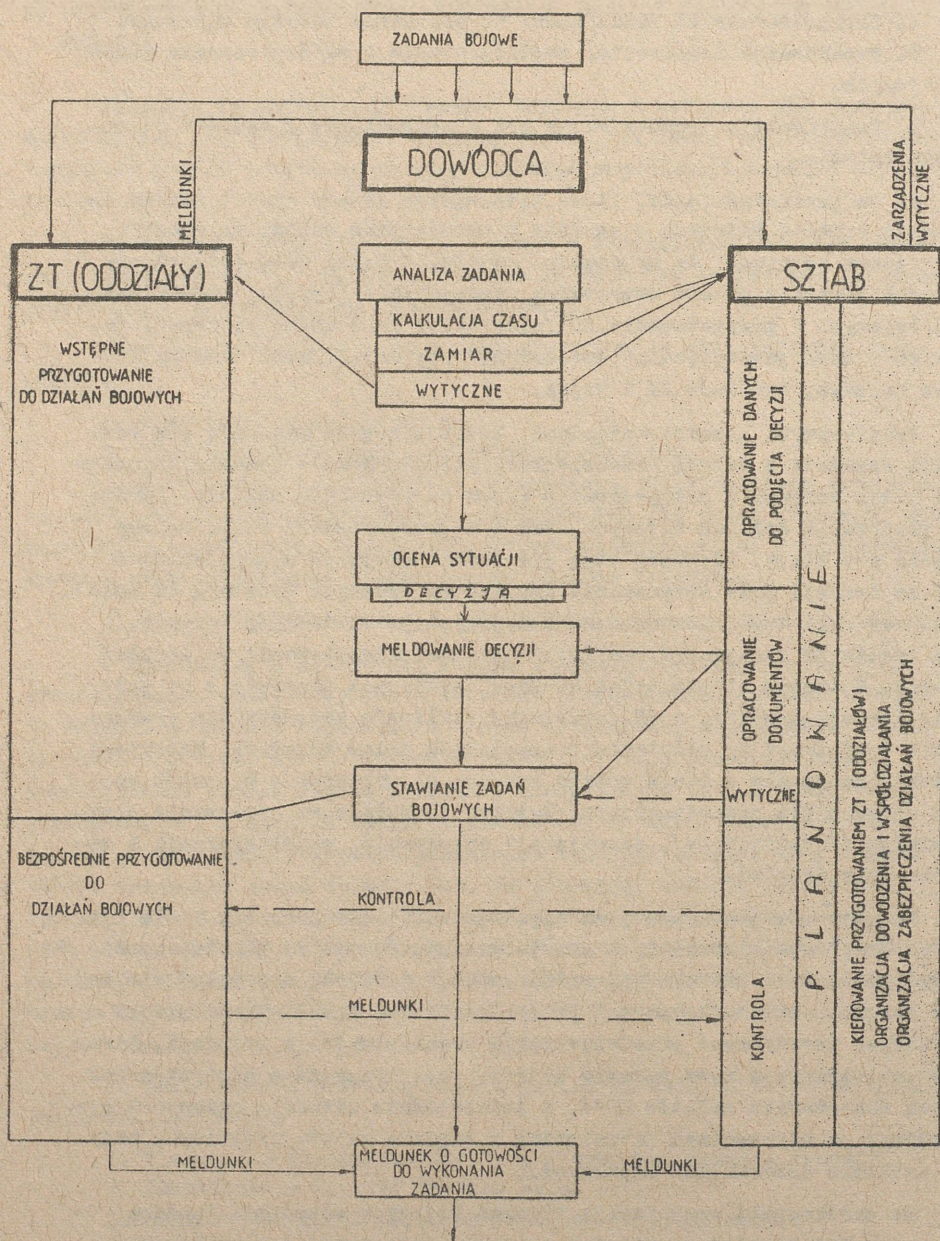 ZADANIA BOJOWE
DOWÓDCA
MELDUNKI
ZARZĄDZENIA
WYTYCZNE
ZT (ODDZIAŁY)
WSTĘPNE
PRZYGOTOWANIE
DO DZIAŁAŃ BOJOWYCH
ANALIZA ZADANIA
KALKULACJA CZASU
ZAMIAR
WYTYCZNE
SZTAB
OPRACOWANIE DANYCH
DO PODJĘCIA DECYZJI
OCENA SYTUACJI
DECYZJA
MELDOWANIE DECYZJI
OPRACOWANIE
DOKUMENTÓW
STAWIANIE ZADAŃ
BOJOWYCH
WYTYCZNE
BEZPOŚREDNIE PRZYGOTOWANIE
DO
DZIAŁAŃ BOJOWYCH
KONTROLA
MELDUNKI
KONTROLA
PLANOWANIE
KIEROWANIE PRZYGOTOWANIEM ZT (ODDZIAŁÓW)
ORGANIZACJA DOWODZENIA I WSPÓŁDZIAŁANIA
ORGANIZACJA ZABEZPIECZENIA DZIAŁAŃ BOJOWYCH
MELDUNKI
MELDUNEK O GOTOWOŚCI
DO WYKONANIA
ZADANIA
MELDUNKI